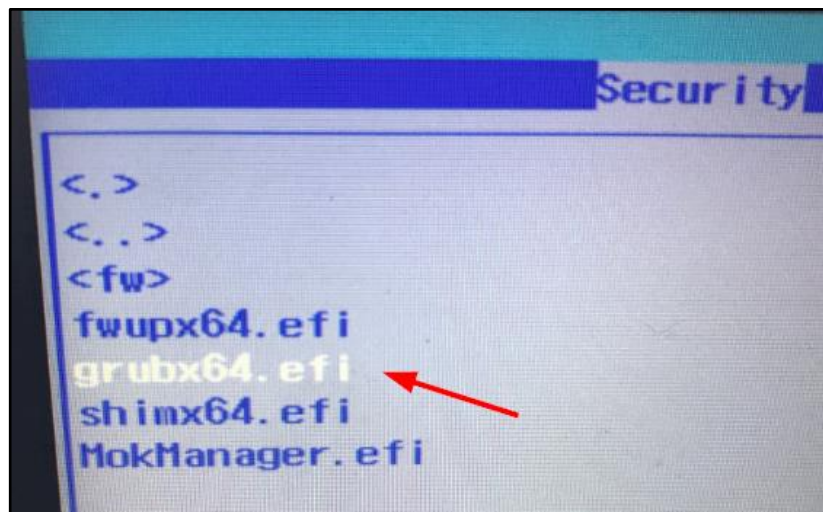 Security
<.>
<..>
<fw>
fwupx64.efi
grubx64.efi
shimx64.efi
MokManager.efi